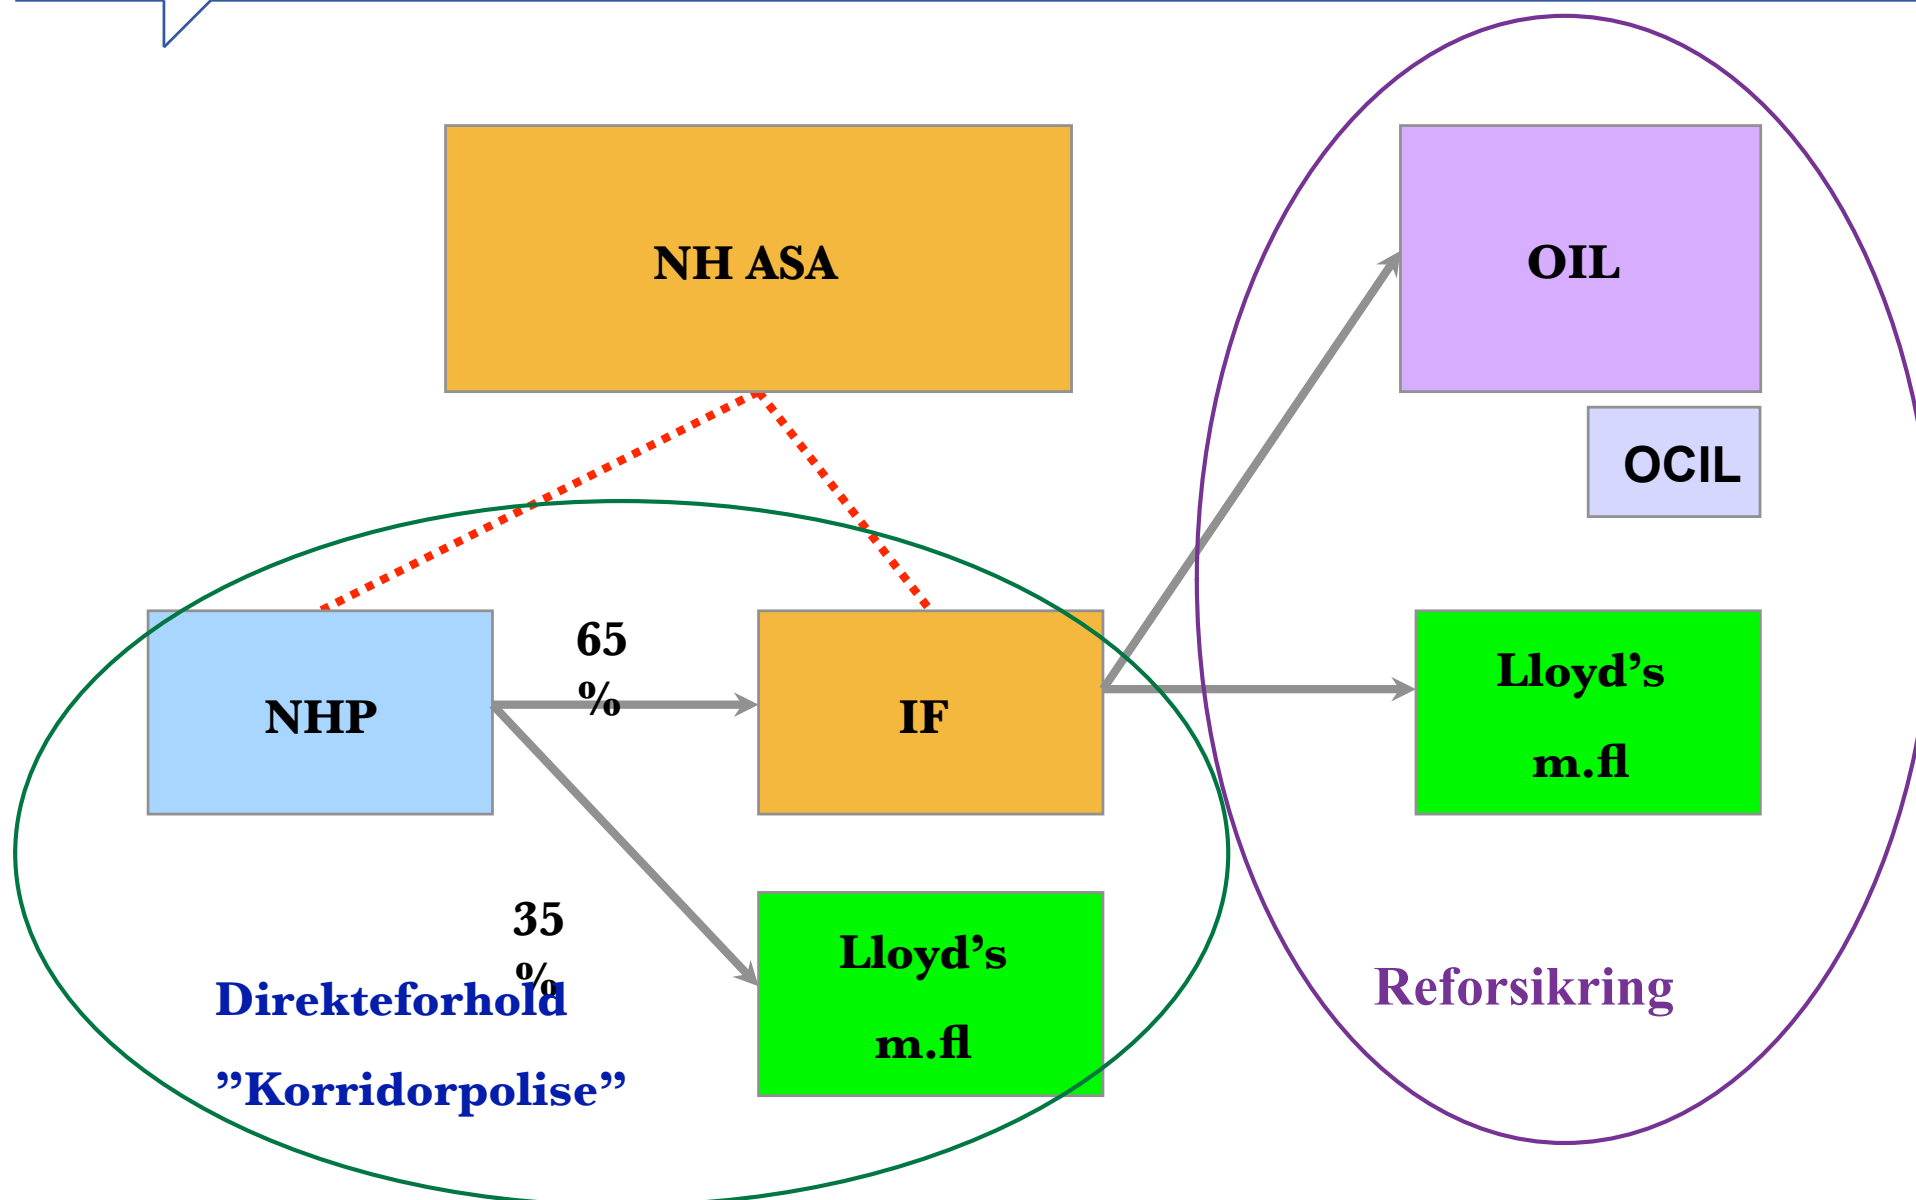 NH ASA
OIL
OCIL
65
%
NHP
IF
Lloyd’s
m.fl
35
%
Lloyd’s
m.fl
Direkteforhold
”Korridorpolise”
Reforsikring